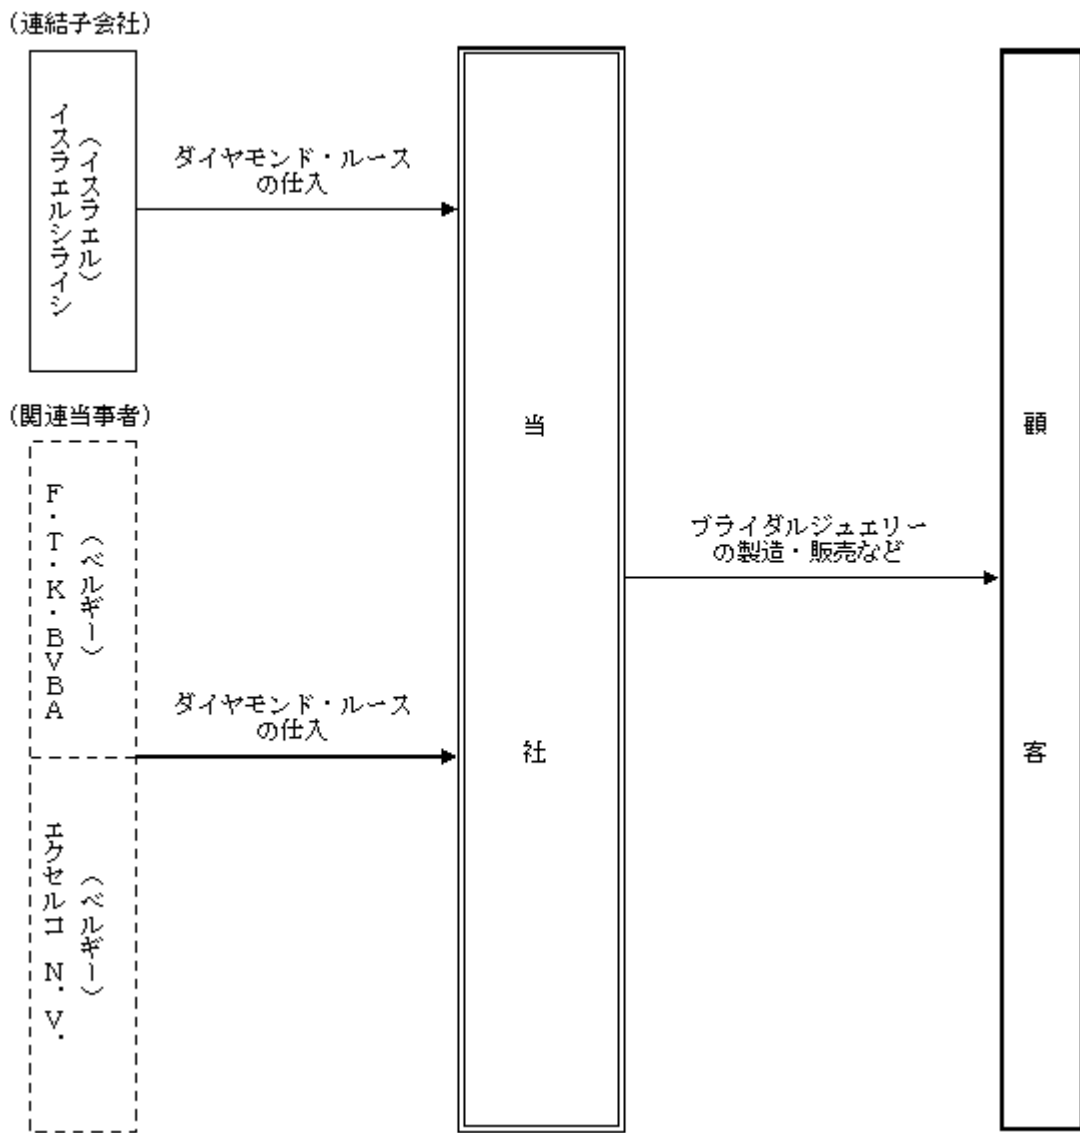 (連結子会社)
(イスラエル)
イスラエルシライシ
ダイヤモンド・ルース
の仕入
(関連当事者)
(ベルギー)
F・T・K・BVBA
ダイヤモンド・ルース
の仕入
(ベルギー)
エクセルコ N.V.
当社
ブライダルジュエリー
の製造・販売など
顧客